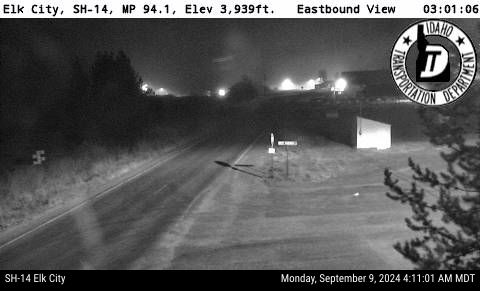 Elk City, SH-14, MP 94.1, Elev 3,939ft. Eastbound View 03:01:06
IDAHO
TRANSPORTATION DEPARTMENT
SH-14 Elk City Monday, September 9, 2024 4:11:01 AM MDT